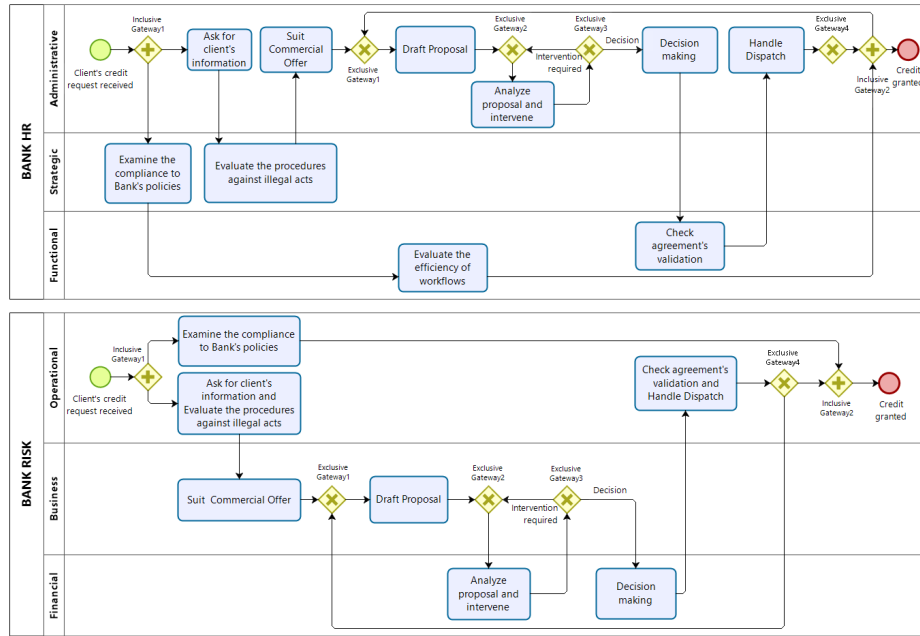 BANK HR
Administrative
Strategic
Functional
Client's credit
request received
Inclusive
Gateway1
Ask for
client's
information
Suit
Commercial
Offer
Exclusive
Gateway1
Draft Proposal
Exclusive
Gateway2
Analyze
proposal and
intervene
Exclusive
Gateway3
Intervention
required
Decision
Decision
making
Handle
Dispatch
Exclusive
Gateway4
Inclusive
Gateway2
Credit
granted
Examine the
compliance to
Bank's policies
Evaluate the procedures
against illegal acts
Evaluate the
efficiency of
workflows
Check
agreement's
validation
BANK RISK
Operational
Business
Financial
Client's credit
request received
Inclusive
Gateway1
Examine the compliance
to Bank's policies
Ask for client's
information and
Evaluate the procedures
against illegal acts
Check agreement's
validation and
Handle Dispatch
Exclusive
Gateway4
Inclusive
Gateway2
Credit
granted
Suit Commercial Offer
Exclusive
Gateway1
Draft Proposal
Exclusive
Gateway2
Exclusive
Gateway3
Intervention
required
Decision
Analyze
proposal and
intervene
Decision
making